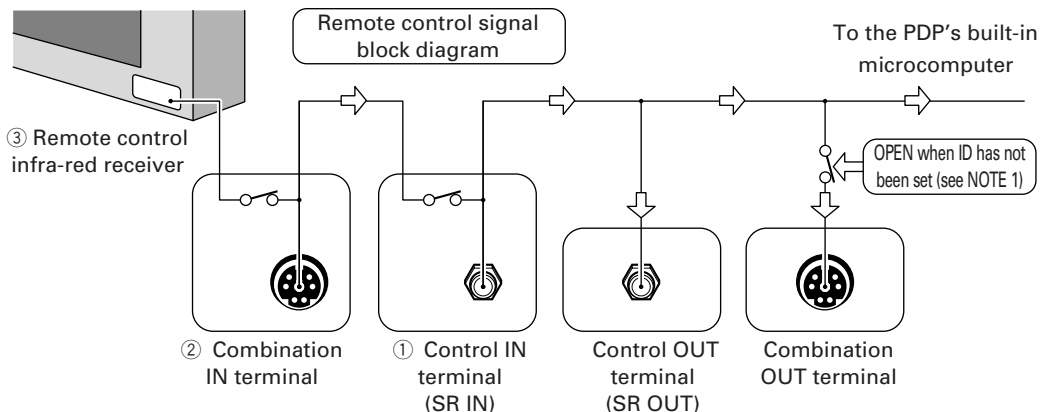 Remote control signal
block diagram
To the PDP's built-in
microcomputer
③ Remote control
infra-red receiver
OPEN when ID has not
been set (see NOTE 1)
② Combination
IN terminal
① Control IN
terminal
(SR IN)
Control OUT
terminal
(SR OUT)
Combination
OUT terminal